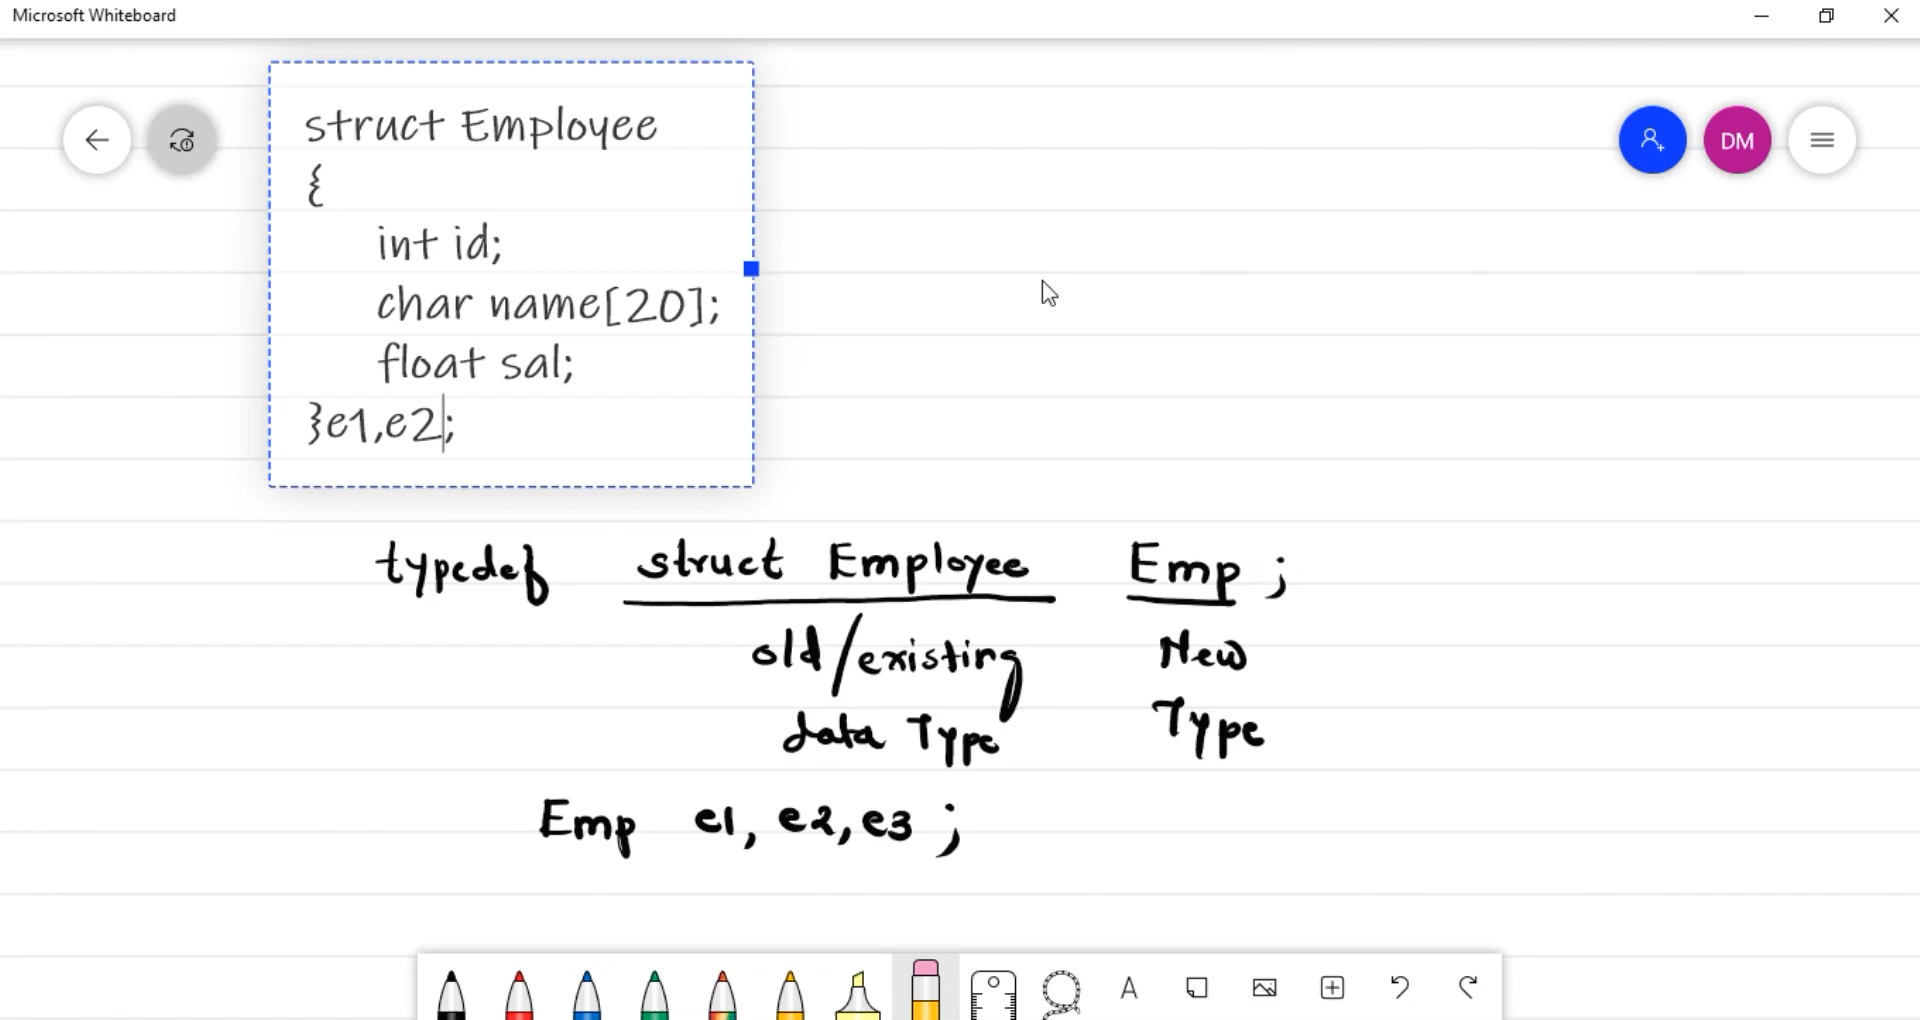 Microsoft Whiteboard
struct Employee
{
int id;
char name[20];
float sal;
}e1,e2;
DM
typedef struct Employee Emp ;
old/existing New
data Type Type
Emp e1, e2, e3 ;
A